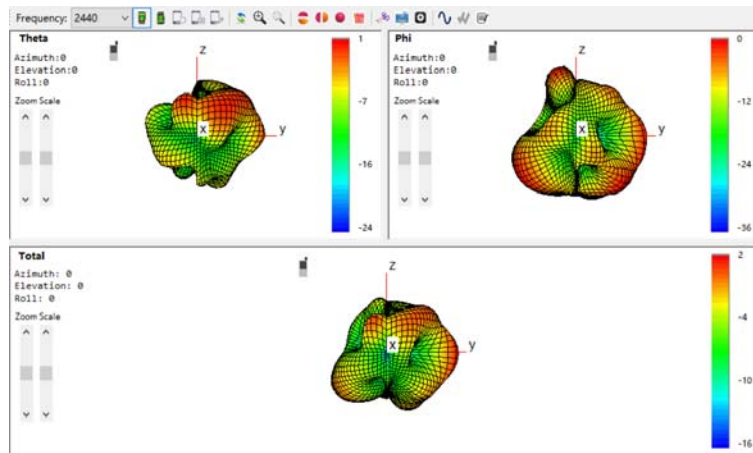 Frequency: 2440
Theta
Azimuth:0
Elevation:0
Roll:0
Zoom Scale
z
x
y
1
-7
-16
-24
Phi
Azimuth:0
Elevation:0
Roll:0
Zoom Scale
z
x
y
0
-12
-24
-36
Total
Azimuth: 0
Elevation: 0
Roll: 0
Zoom Scale
z
x
y
2
-4
-10
-16